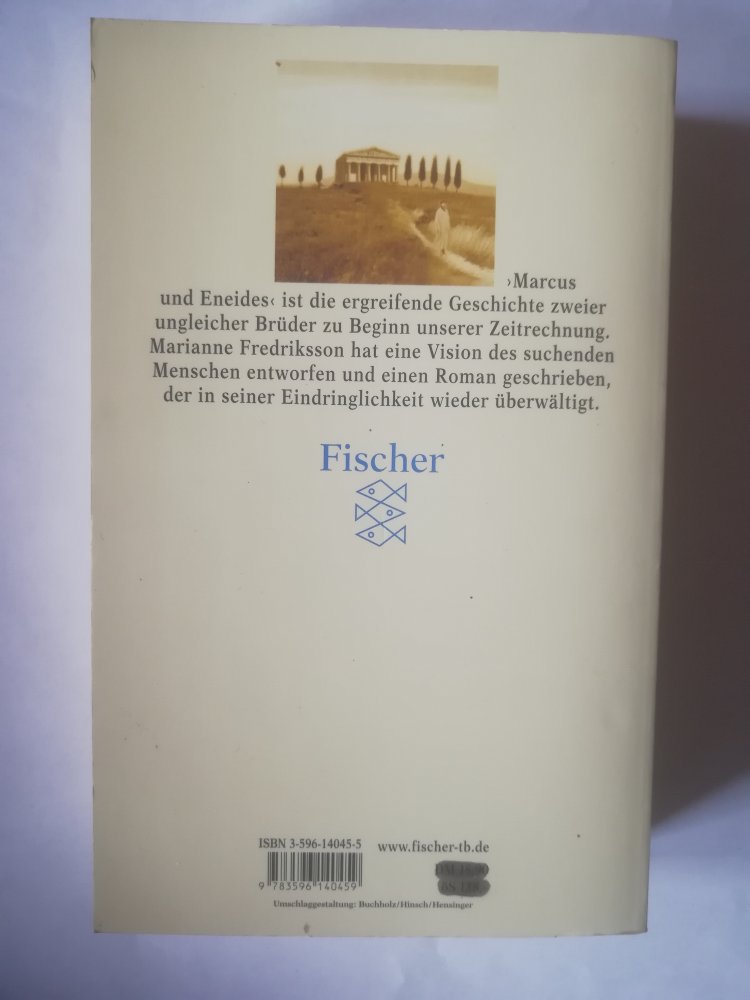 ›Marcus
und Eneides‹ ist die ergreifende Geschichte zweier
ungleicher Brüder zu Beginn unserer Zeitrechnung.
Marianne Fredriksson hat eine Vision des suchenden
Menschen entworfen und einen Roman geschrieben,
der in seiner Eindringlichkeit wieder überwältigt.
Fischer
ISBN 3-596-14045-5 www.fischer-tb.de
9 783596 140459
Umschlaggestaltung: Buchholz/Hinsch/Hensinger